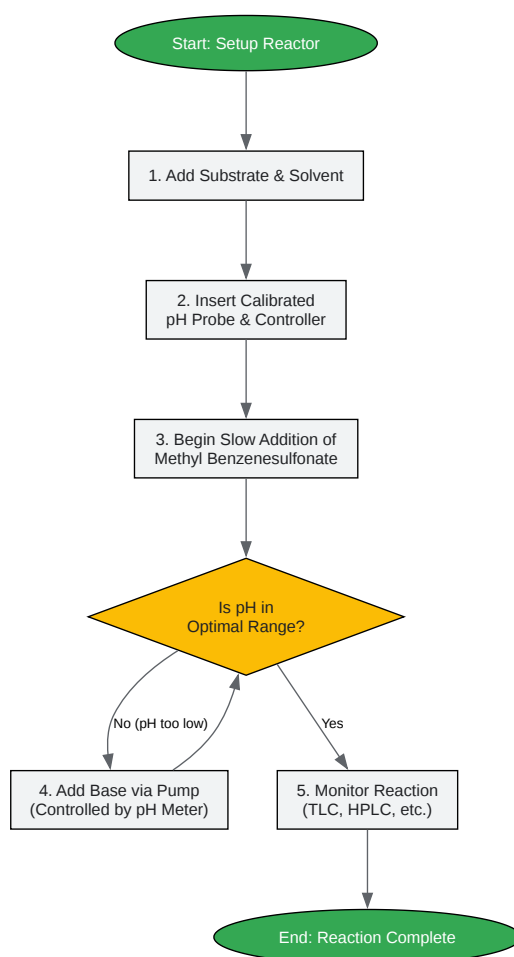 Start: Setup Reactor
1. Add Substrate & Solvent
2. Insert Calibrated
pH Probe & Controller
3. Begin Slow Addition of
Methyl Benzenesulfonate
Is pH in
Optimal Range?
No (pH too low)
Yes
4. Add Base via Pump
(Controlled by pH Meter)
5. Monitor Reaction
(TLC, HPLC, etc.)
End: Reaction Complete